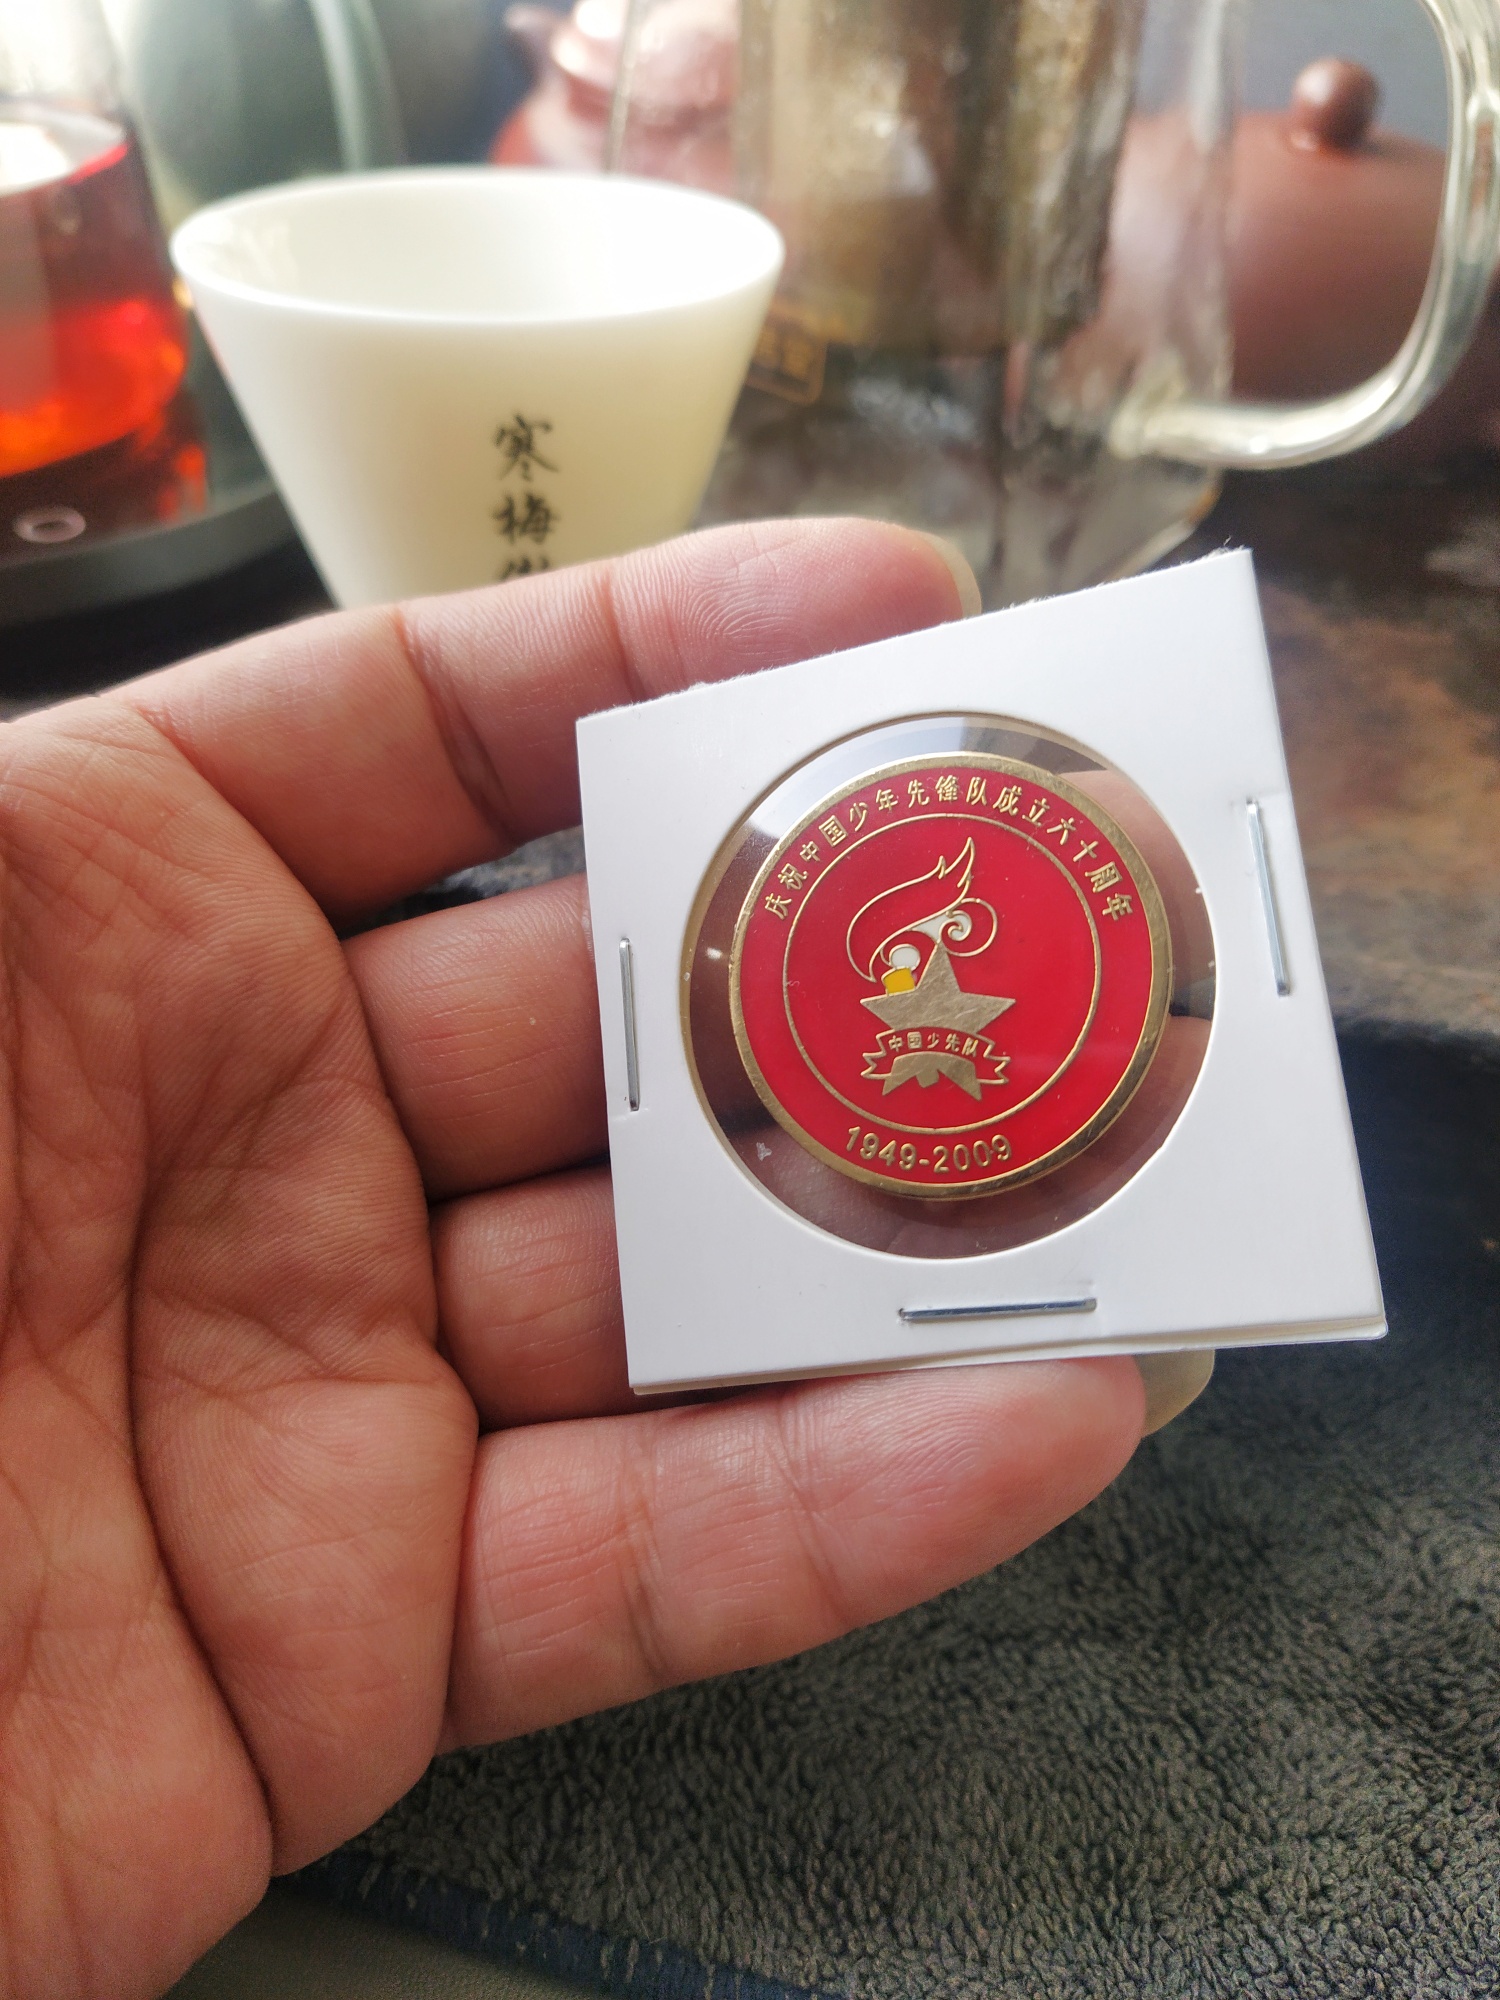 寒
梅
庆祝中国少年先锋队成立六十周年
中国少先队
1949-2009